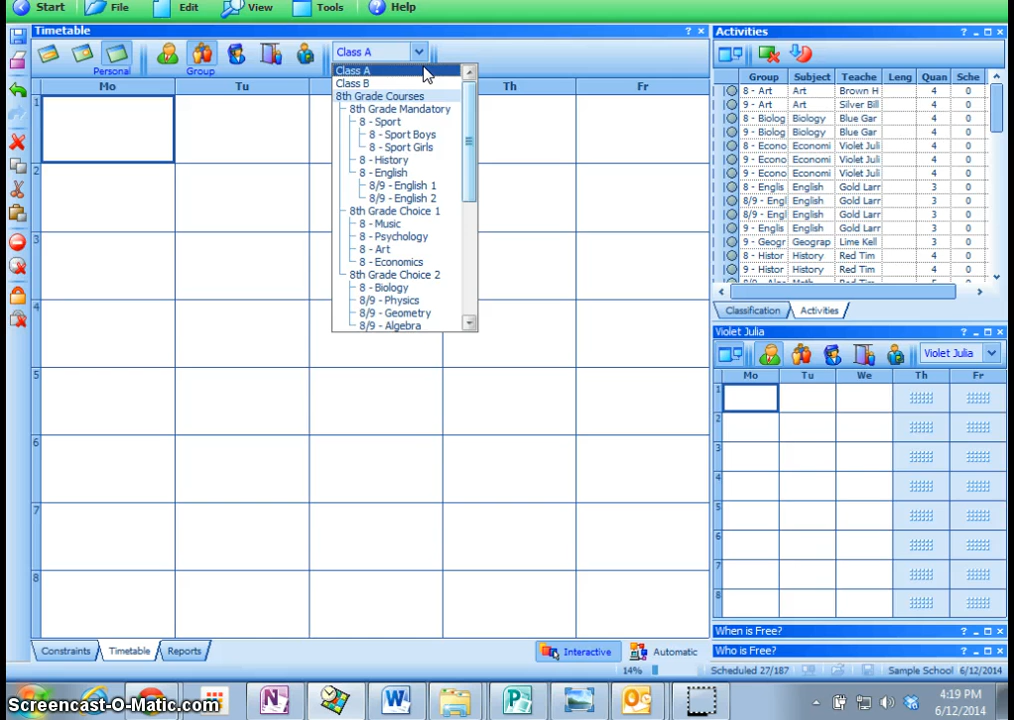 Start File Edit View Tools Help
Timetable
Personal Group Class A
Mo Tu Th Fr
Class A
Class B
8th Grade Courses
8th Grade Mandatory
8 - Sport
8 - Sport Boys
8 - Sport Girls
8 - History
8 - English
8/9 - English 1
8/9 - English 2
8th Grade Choice 1
8 - Music
8 - Psychology
8 - Art
8 - Economics
8th Grade Choice 2
8 - Biology
8/9 - Physics
8/9 - Geometry
8/9 - Algebra
1
2
3
4
5
6
7
8
Constraints Timetable Reports
Interactive Automatic
Activities
Group Subject Teache Leng Quan Sche
8 - Art Art Brown H 4 0
9 - Art Art Silver Bill 4 0
8 - Biolog Biology Blue Gar 4 0
9 - Biolog Biology Blue Gar 4 0
8 - Econo Economi Violet Juli 4 0
9 - Econo Economi Violet Juli 4 0
9 - Econo Economi Violet Juli 4 0
8 - Englis English Gold Larr 3 0
8/9 - Engl English Gold Larr 3 0
8/9 - Engl English Gold Larr 3 0
9 - Englis English Gold Larr 3 0
9 - Geogr Geograp Lime Kell 4 0
8 - Histor History Red Tim 4 0
9 - Histor History Red Tim 4 0
Classification Activities
Violet Julia
Violet Julia
Mo Tu We Th Fr
1
2
3
4
5
6
7
8
When is Free?
Who is Free?
14% Scheduled 27/187 Sample School 6/12/2014
Screencast-O-Matic.com
4:19 PM
6/12/2014